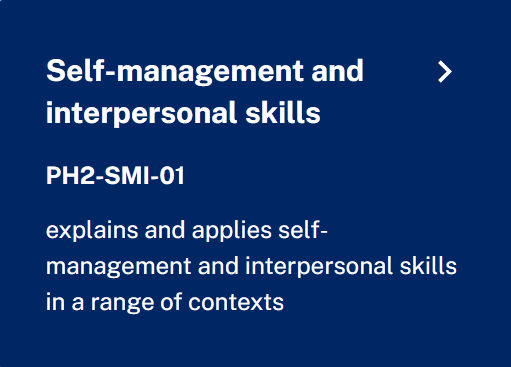 Self-management and
interpersonal skills
PH2-SMI-01
explains and applies self-
management and interpersonal skills
in a range of contexts